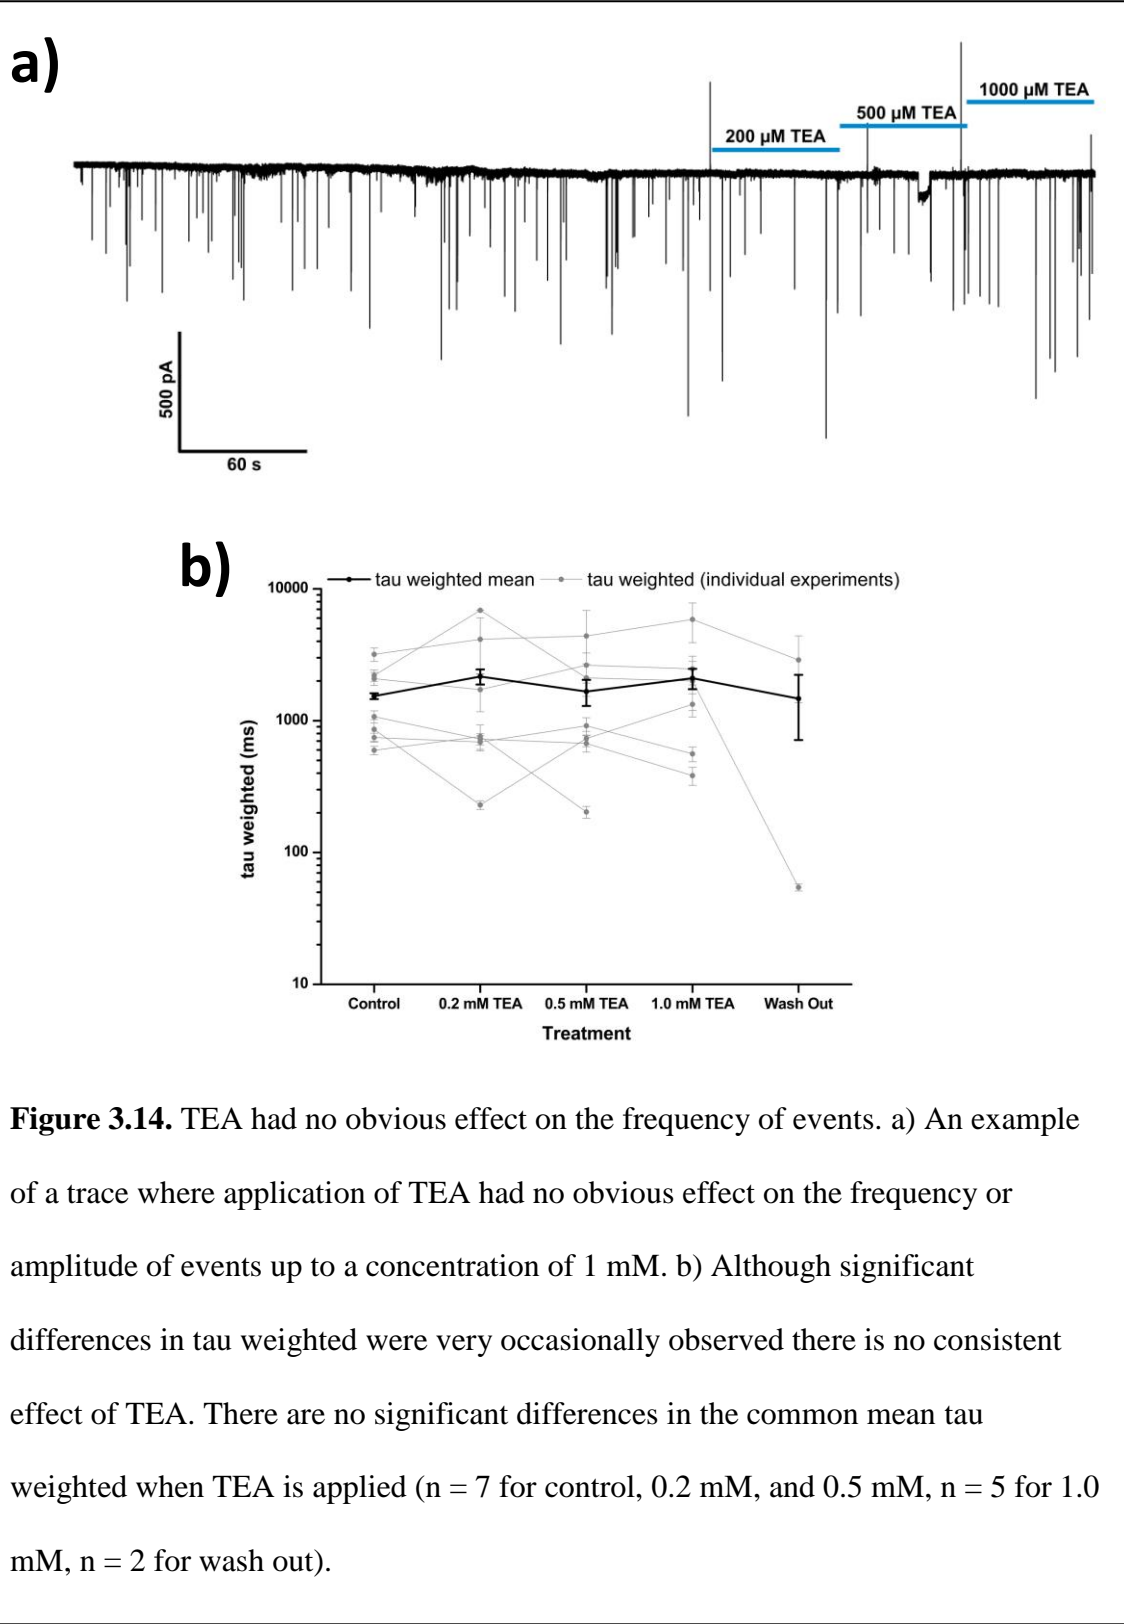 a)
1000 µM TEA
500 µM TEA
200 µM TEA
500 pA
60 s
b)
tau weighted mean
tau weighted (individual experiments)
10000
1000
100
10
tau weighted (ms)
Control
0.2 mM TEA
0.5 mM TEA
1.0 mM TEA
Wash Out
Treatment
Figure 3.14. TEA had no obvious effect on the frequency of events. a) An example
of a trace where application of TEA had no obvious effect on the frequency or
amplitude of events up to a concentration of 1 mM. b) Although significant
differences in tau weighted were very occasionally observed there is no consistent
effect of TEA. There are no significant differences in the common mean tau
weighted when TEA is applied (n = 7 for control, 0.2 mM, and 0.5 mM, n = 5 for 1.0
mM, n = 2 for wash out).